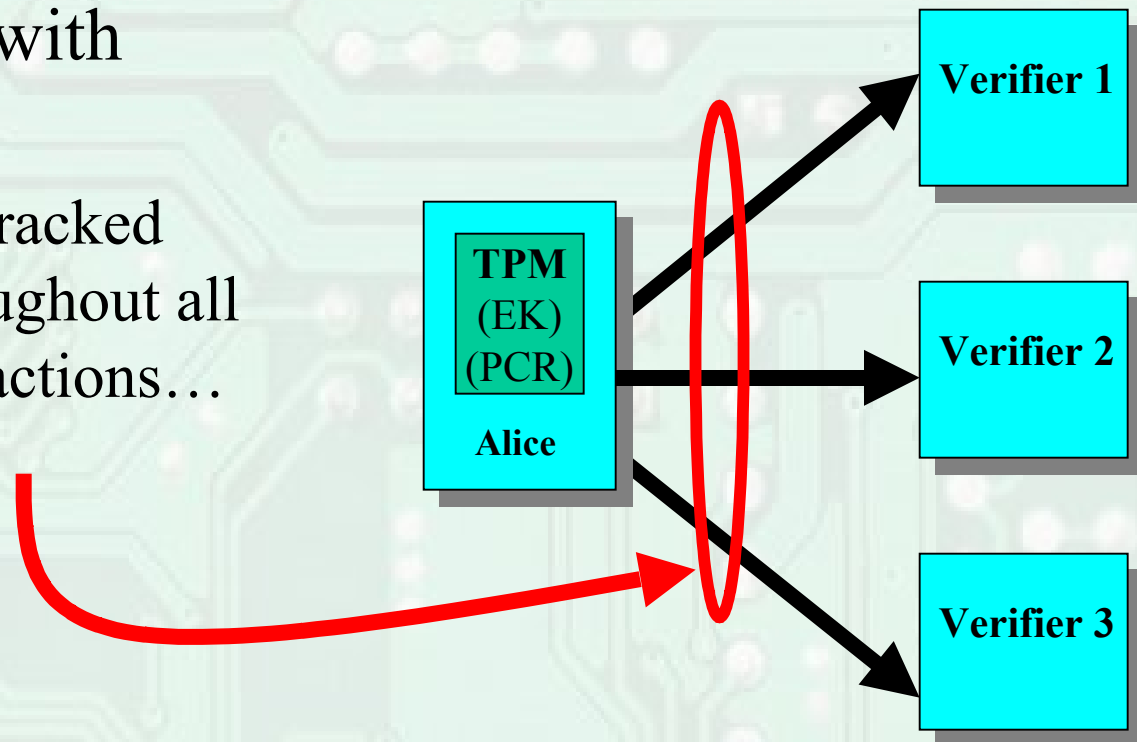 with
racked
ughout all
actions…
TPM
(EK)
(PCR)
Alice
Verifier 1
Verifier 2
Verifier 3